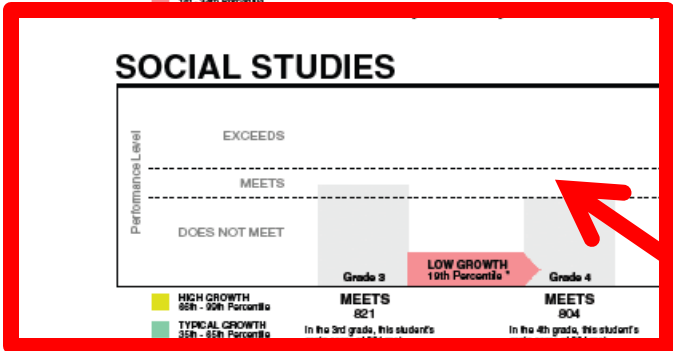 SOCIAL STUDIES
Performance Level
EXCEEDS
MEETS
DOES NOT MEET
LOW GROWTH
19th Percentile *
Grade 3
Grade 4
HIGH GROWTH
66th - 99th Percentile
MEETS
821
MEETS
804
TYPICAL GROWTH
35th - 65th Percentile
In the 3rd grade, this student's
In the 4th grade, this student's